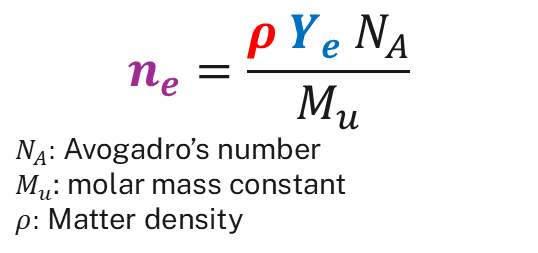 n_e = ρ Y_e N_A / M_u
N_A: Avogadro’s number
M_u: molar mass constant
ρ: Matter density